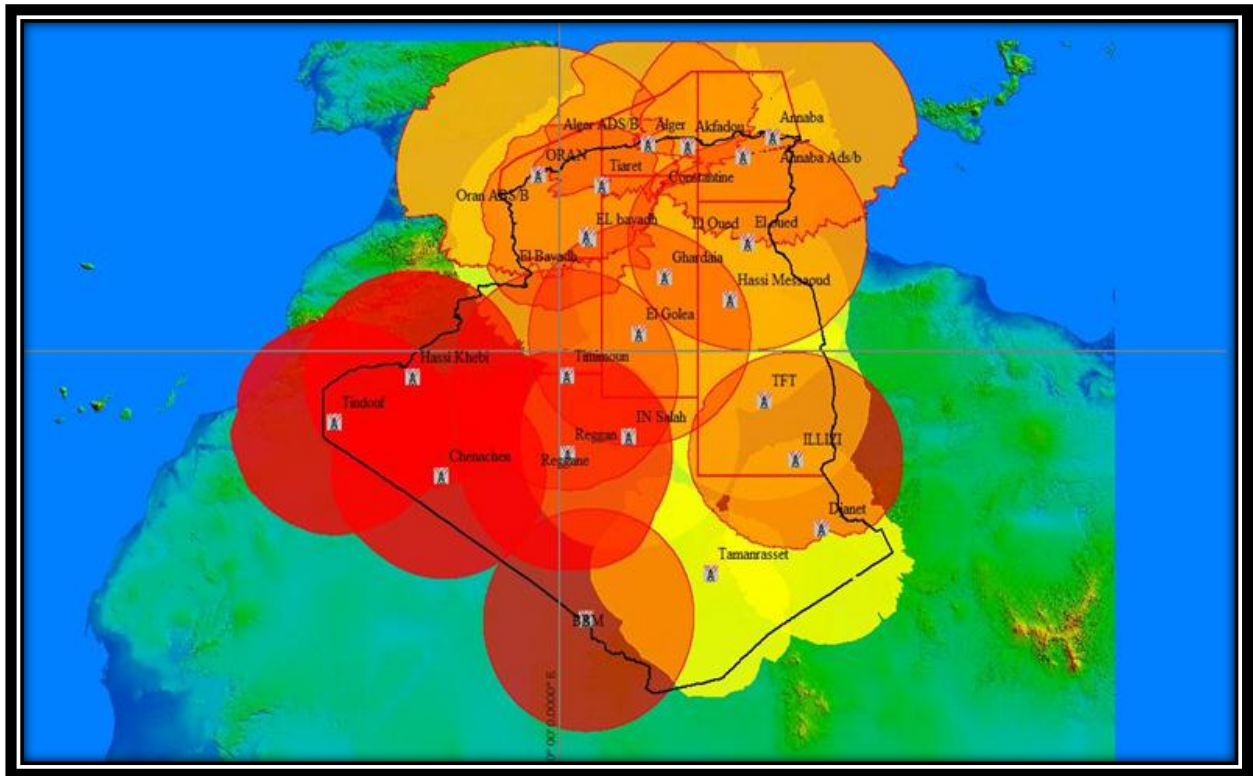 Alger ADS/B
Alger
Akfadou
Annaba
ORAN
Tiaret
Constantine
Annaba Ads/b
Oran ADS/B
EL bayadh
El Oued
El oued
El Bayadh
Ghardaia
Hassi Messaoud
El Golea
Hassi Khebi
Timimoun
TFT
Tindouf
IN Salah
Reggan
Reggane
ILLIZI
Chenachen
Djanet
Tamanrasset
BBM